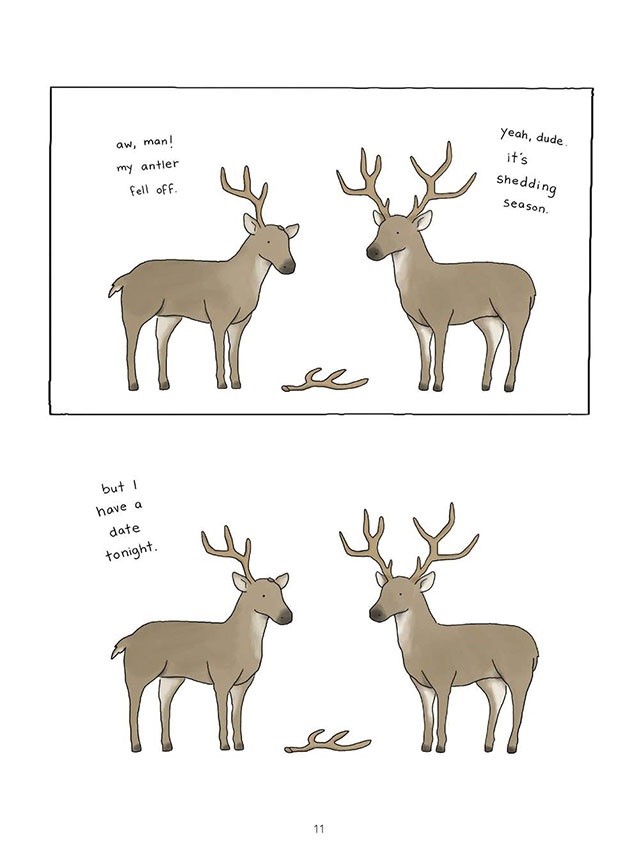 aw, man!
my antler
fell off.
yeah, dude.
it's
shedding
season.
but I
have a
date
tonight.
11